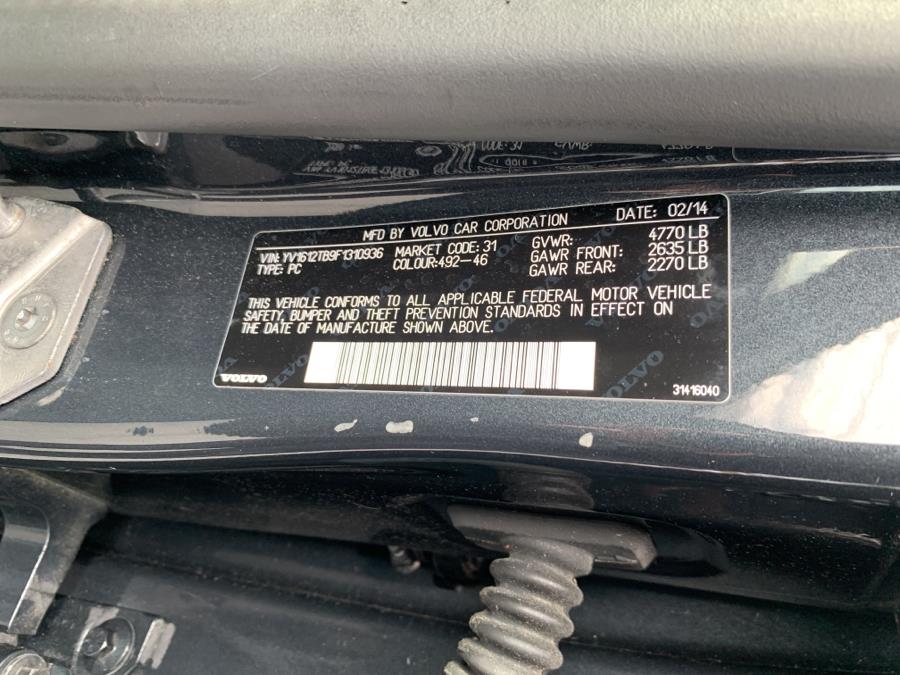 MFD BY VOLVO CAR CORPORATION DATE: 02/14
VIN: YV1612TB9F1310936 MARKET CODE: 31 GVWR: 4770 LB
TYPE: PC COLOUR:492-46 GAWR FRONT: 2635 LB
GAWR REAR: 2270 LB
THIS VEHICLE CONFORMS TO ALL APPLICABLE FEDERAL MOTOR VEHICLE
SAFETY, BUMPER AND THEFT PREVENTION STANDARDS IN EFFECT ON
THE DATE OF MANUFACTURE SHOWN ABOVE.
VOLVO
31416040